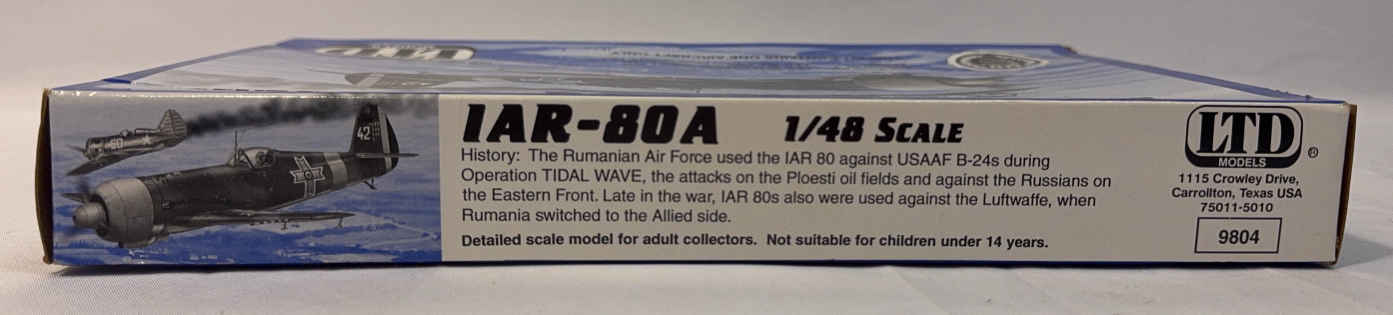 IAR-80A 1/48 SCALE
History: The Rumanian Air Force used the IAR 80 against USAAF B-24s during
Operation TIDAL WAVE, the attacks on the Ploesti oil fields and against the Russians on
the Eastern Front. Late in the war, IAR 80s also were used against the Luftwaffe, when
Rumania switched to the Allied side.
Detailed scale model for adult collectors. Not suitable for children under 14 years.
LTD
MODELS
®
1115 Crowley Drive,
Carrollton, Texas USA
75011-5010
9804
42
60
LTD